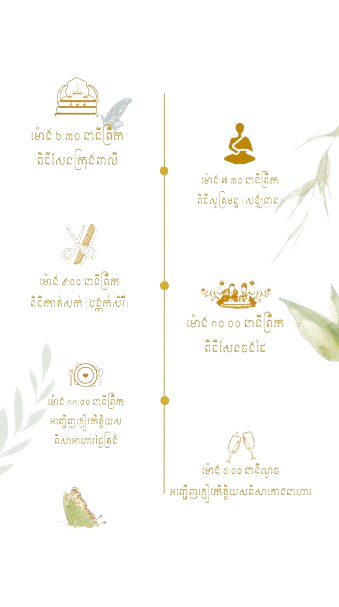 ម៉ោង ៦:៣០ នាទីព្រឹក
ពិធីសែនក្រុងពាលី
ម៉ោង ៧:៣០ នាទីព្រឹក
ពិធីសូត្រមន្ត (សង្ឃទាន)
ម៉ោង ៩:០០ នាទីព្រឹក
ពិធីកាត់សក់ (បង្កក់សិរី)
ម៉ោង ១០:០០ នាទីព្រឹក
ពិធីសែនចងដៃ
ម៉ោង ១១:០០ នាទីព្រឹក
អញ្ជើញភ្ញៀវកិត្តិយស
ពិសាអាហារថ្ងៃត្រង់
ម៉ោង ៥:០០ នាទីល្ងាច
អញ្ជើញភ្ញៀវកិត្តិយសពិសាភោជនាហារ